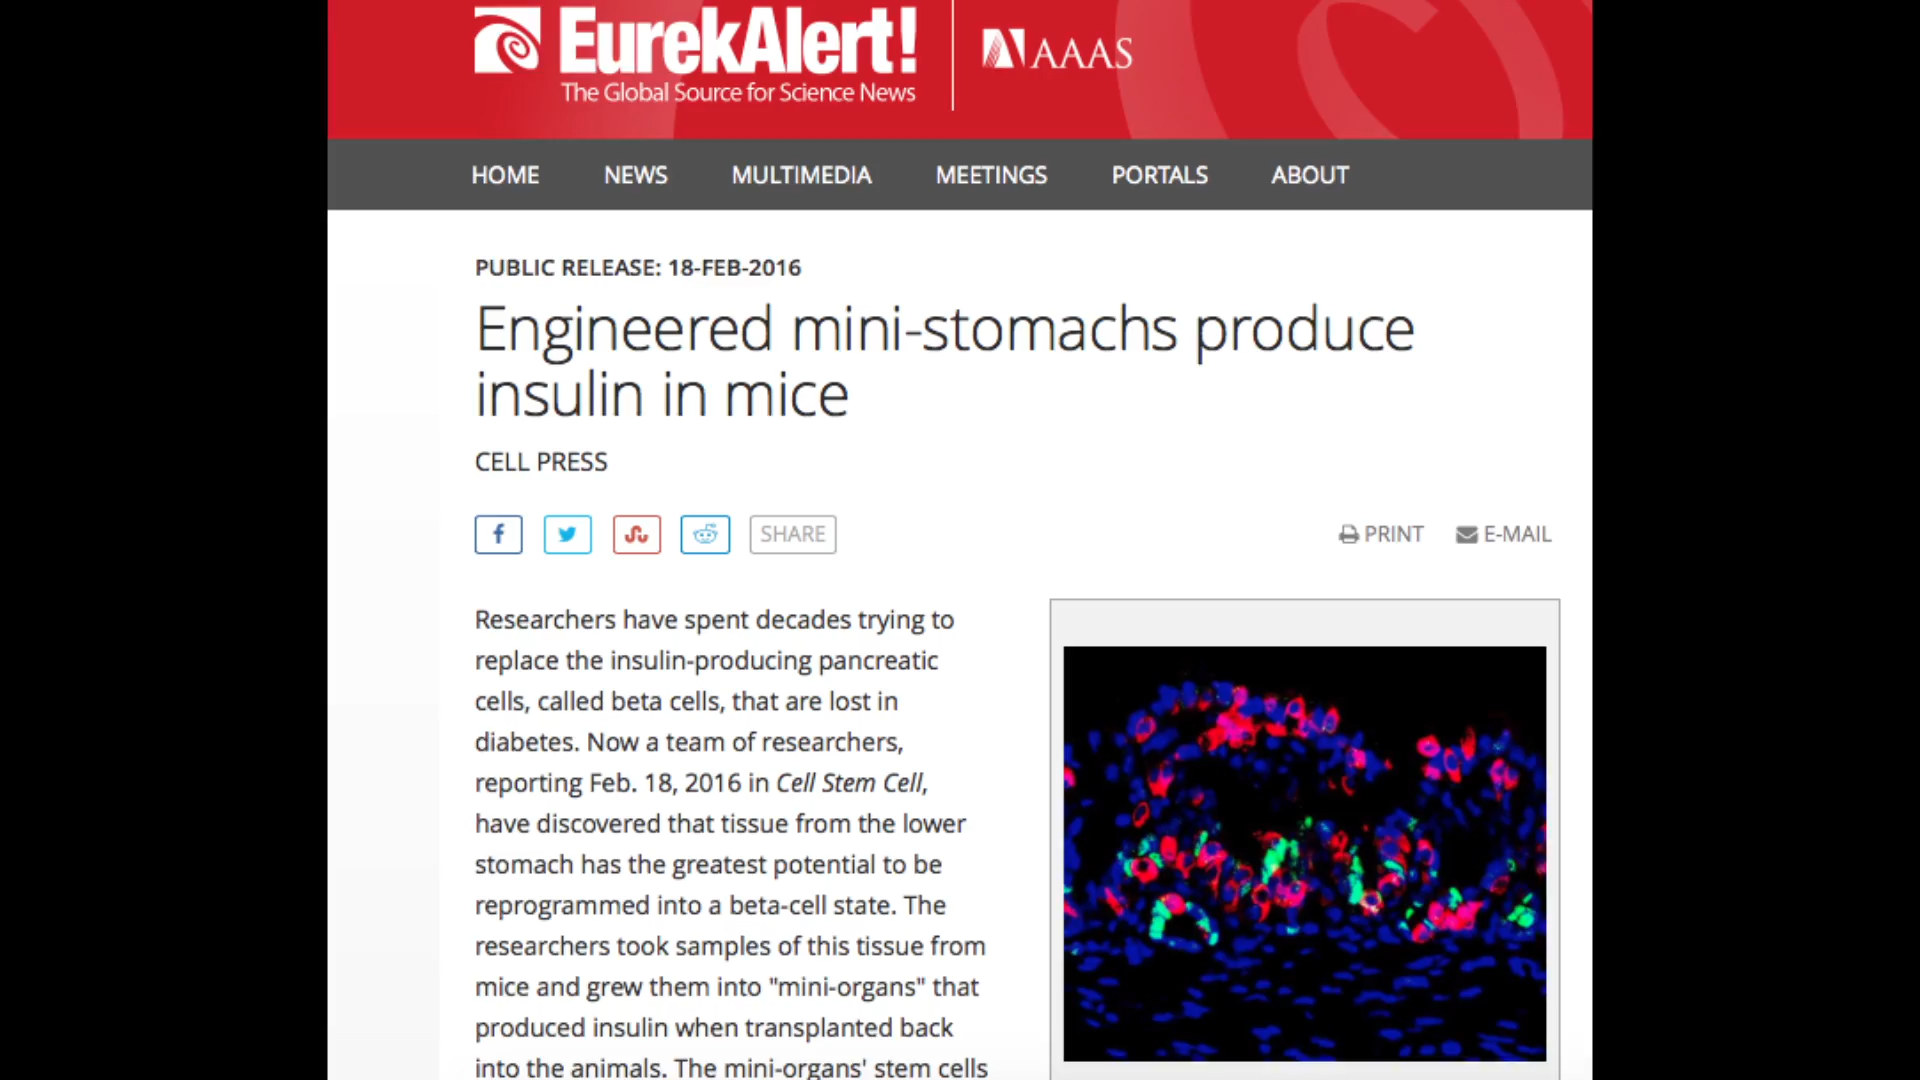 EurekAlert!
The Global Source for Science News
AAAS
HOME NEWS MULTIMEDIA MEETINGS PORTALS ABOUT
PUBLIC RELEASE: 18-FEB-2016
Engineered mini-stomachs produce
insulin in mice
CELL PRESS
SHARE
PRINT E-MAIL
Researchers have spent decades trying to
replace the insulin-producing pancreatic
cells, called beta cells, that are lost in
diabetes. Now a team of researchers,
reporting Feb. 18, 2016 in Cell Stem Cell,
have discovered that tissue from the lower
stomach has the greatest potential to be
reprogrammed into a beta-cell state. The
researchers took samples of this tissue from
mice and grew them into "mini-organs" that
produced insulin when transplanted back
into the animals. The mini-organs' stem cells